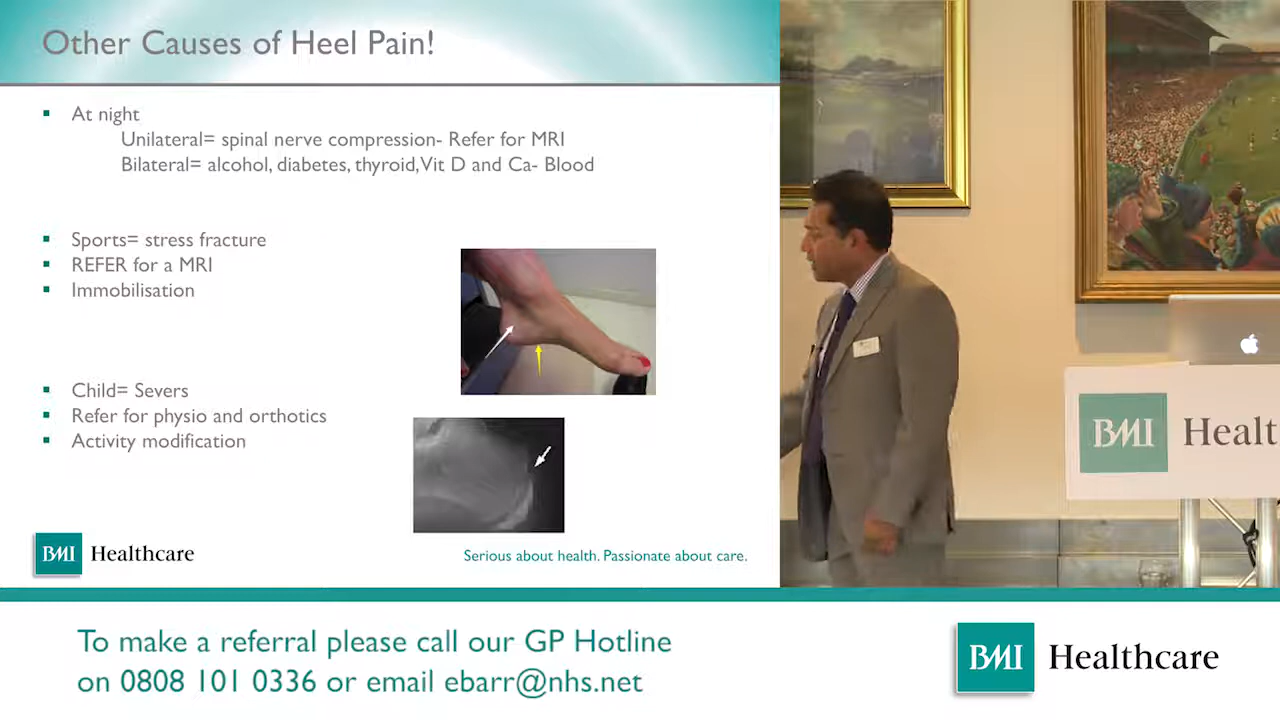 Other Causes of Heel Pain!
At night
Unilateral= spinal nerve compression- Refer for MRI
Bilateral= alcohol, diabetes, thyroid,Vit D and Ca- Blood
Sports= stress fracture
REFER for a MRI
Immobilisation
Child= Severs
Refer for physio and orthotics
Activity modification
BMI Healthcare
Serious about health. Passionate about care.
BMI Healt
To make a referral please call our GP Hotline
on 0808 101 0336 or email ebarr@nhs.net
BMI Healthcare